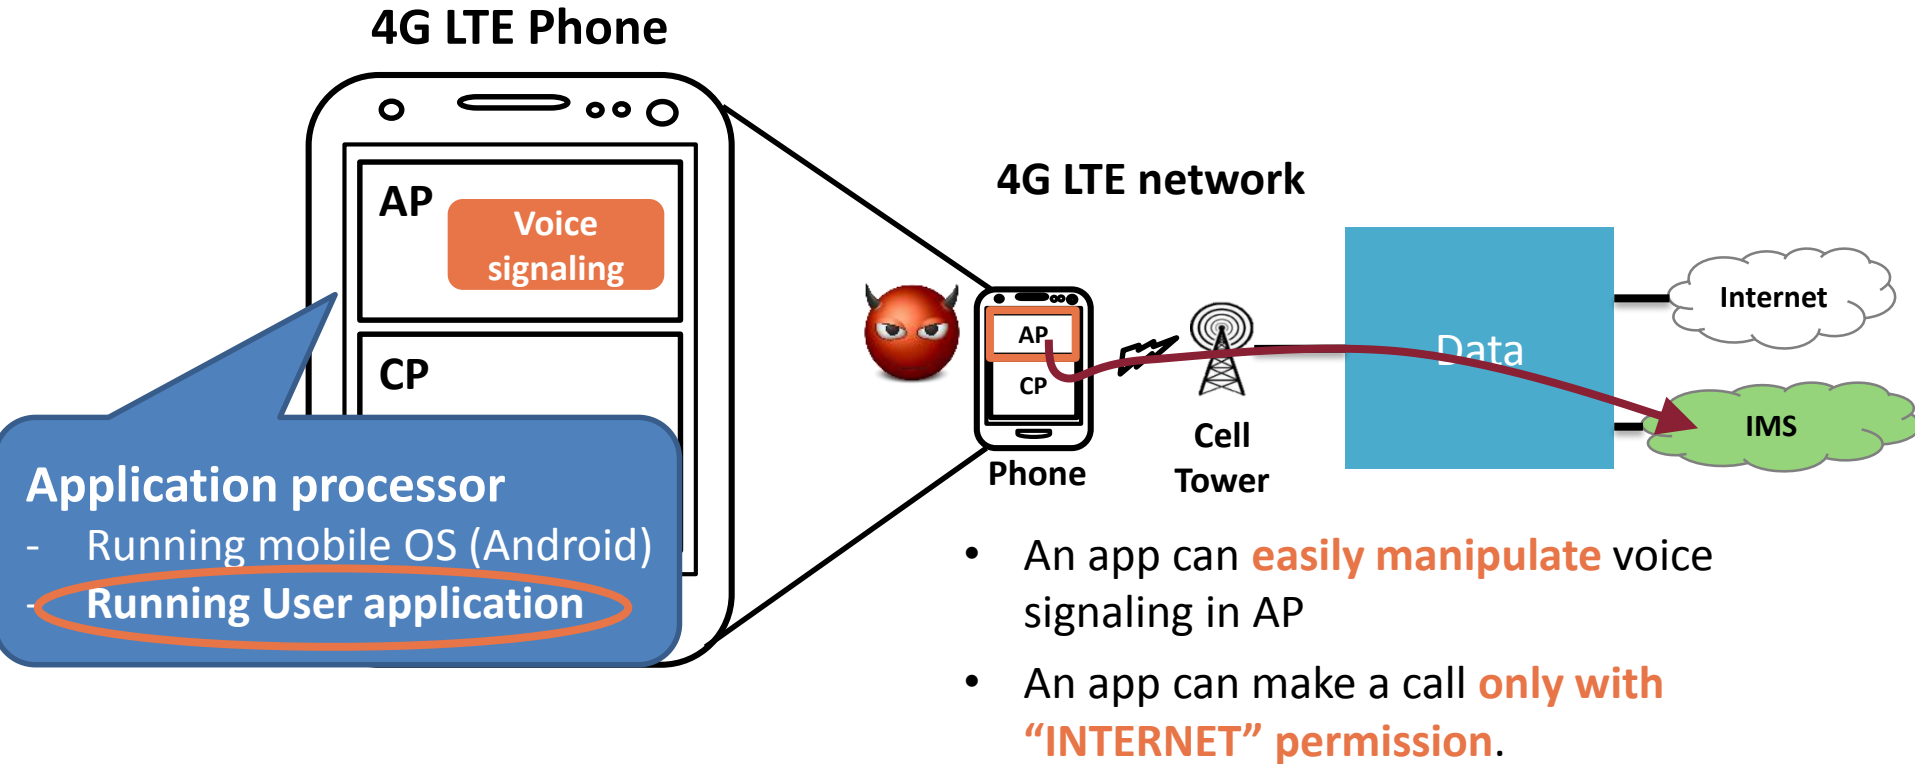 4G LTE Phone
AP
Voice
signaling
CP
Application processor
- Running mobile OS (Android)
- Running User application
4G LTE network
AP
CP
Phone
Cell
Tower
Data
Internet
IMS
• An app can easily manipulate voice
signaling in AP
• An app can make a call only with
“INTERNET” permission.